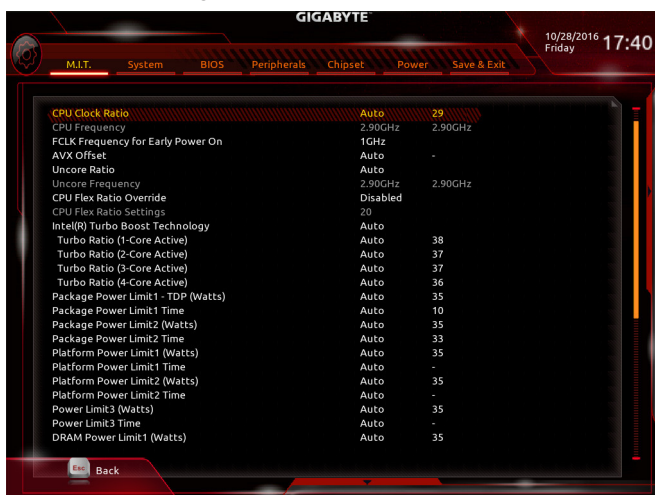 GIGABYTE
10/28/2016 Friday 17:40
M.I.T. System BIOS Peripherals Chipset Power Save & Exit
CPU Clock Ratio Auto 29
CPU Frequency 2.90GHz 2.90GHz
FCLK Frequency for Early Power On 1GHz
AVX Offset Auto -
Uncore Ratio Auto
Uncore Frequency 2.90GHz 2.90GHz
CPU Flex Ratio Override Disabled
CPU Flex Ratio Settings 20
Intel(R) Turbo Boost Technology Auto
Turbo Ratio (1-Core Active) Auto 38
Turbo Ratio (2-Core Active) Auto 37
Turbo Ratio (3-Core Active) Auto 37
Turbo Ratio (4-Core Active) Auto 36
Package Power Limit1 - TDP (Watts) Auto 35
Package Power Limit1 Time Auto 10
Package Power Limit2 (Watts) Auto 35
Package Power Limit2 Time Auto 33
Platform Power Limit1 (Watts) Auto 35
Platform Power Limit1 Time Auto -
Platform Power Limit2 (Watts) Auto 35
Platform Power Limit2 Time Auto -
Power Limit3 (Watts) Auto 35
Power Limit3 Time Auto -
DRAM Power Limit1 (Watts) Auto 35
Esc Back